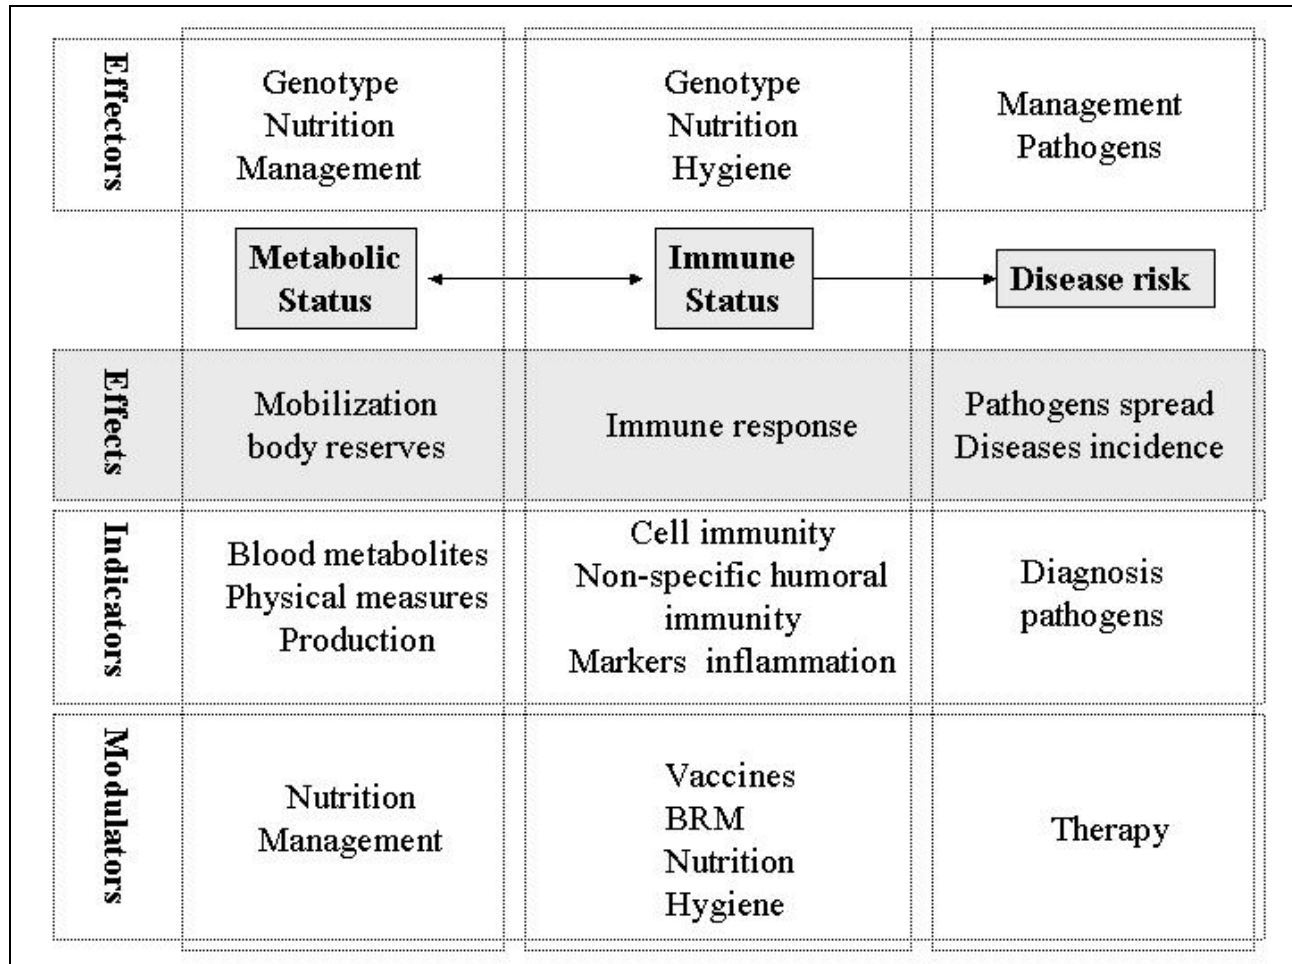 Effectors
Genotype
Nutrition
Management
Genotype
Nutrition
Hygiene
Management
Pathogens
Metabolic
Status
Immune
Status
Disease risk
Effects
Mobilization
body reserves
Immune response
Pathogens spread
Diseases incidence
Indicators
Blood metabolites
Physical measures
Production
Cell immunity
Non-specific humoral
immunity
Markers inflammation
Diagnosis
pathogens
Modulators
Nutrition
Management
Vaccines
BRM
Nutrition
Hygiene
Therapy